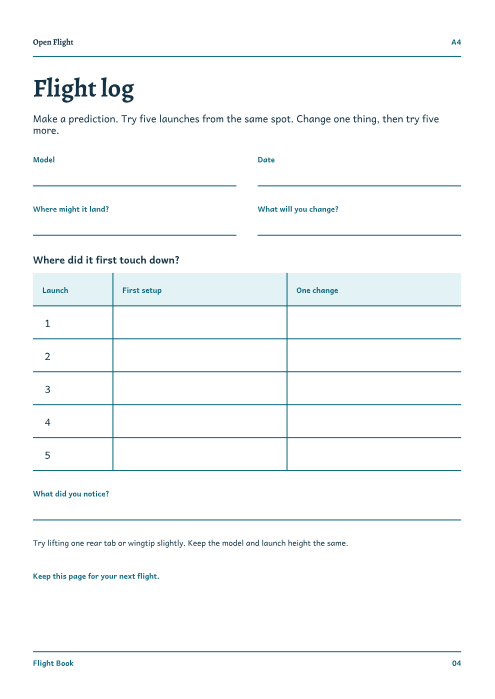 Open Flight
A4
Flight log
Make a prediction. Try five launches from the same spot. Change one thing, then try five
more.
Model
Date
Where might it land?
What will you change?
Where did it first touch down?
Launch
First setup
One change
1
2
3
4
5
What did you notice?
Try lifting one rear tab or wingtip slightly. Keep the model and launch height the same.
Keep this page for your next flight.
Flight Book
04